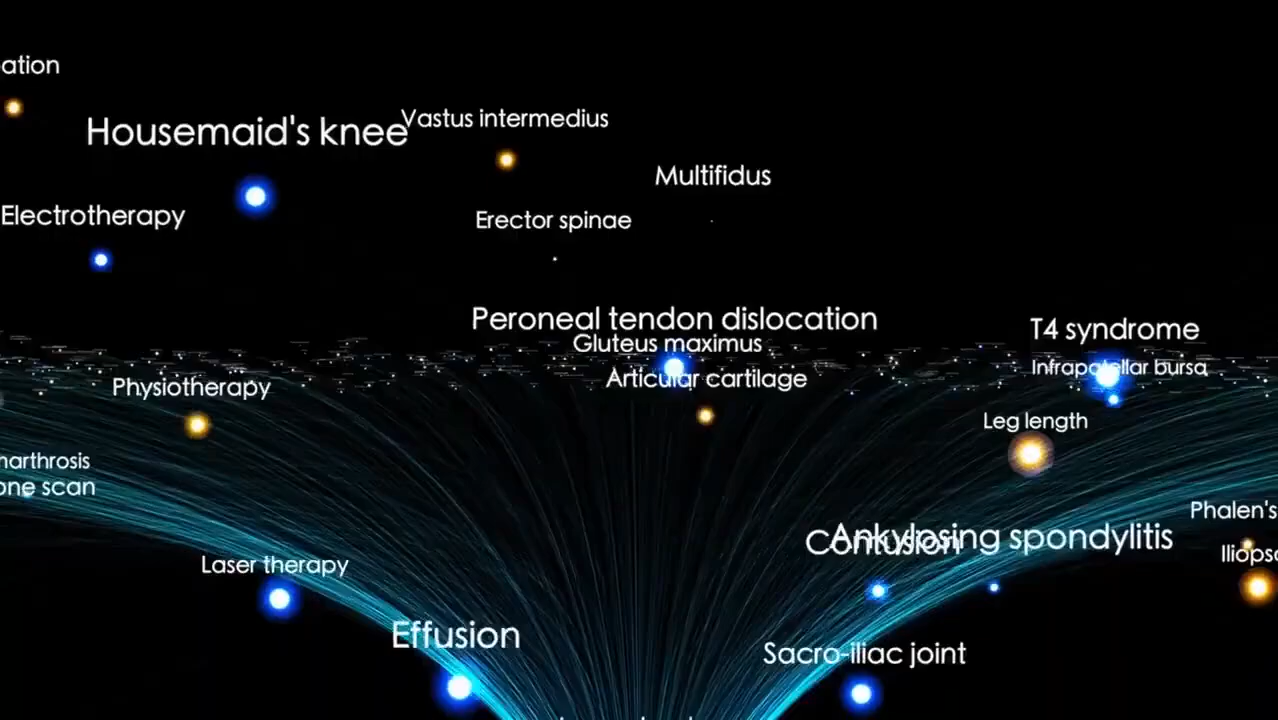 ation
Housemaid's knee
Vastus intermedius
Multifidus
Electrotherapy
Erector spinae
Peroneal tendon dislocation
Gluteus maximus
T4 syndrome
Infrapatellar bursa
Articular cartilage
Physiotherapy
Leg length
narthrosis
one scan
Phalen's
Contusion
Ankylosing spondylitis
Iliopso
Laser therapy
Effusion
Sacro-iliac joint